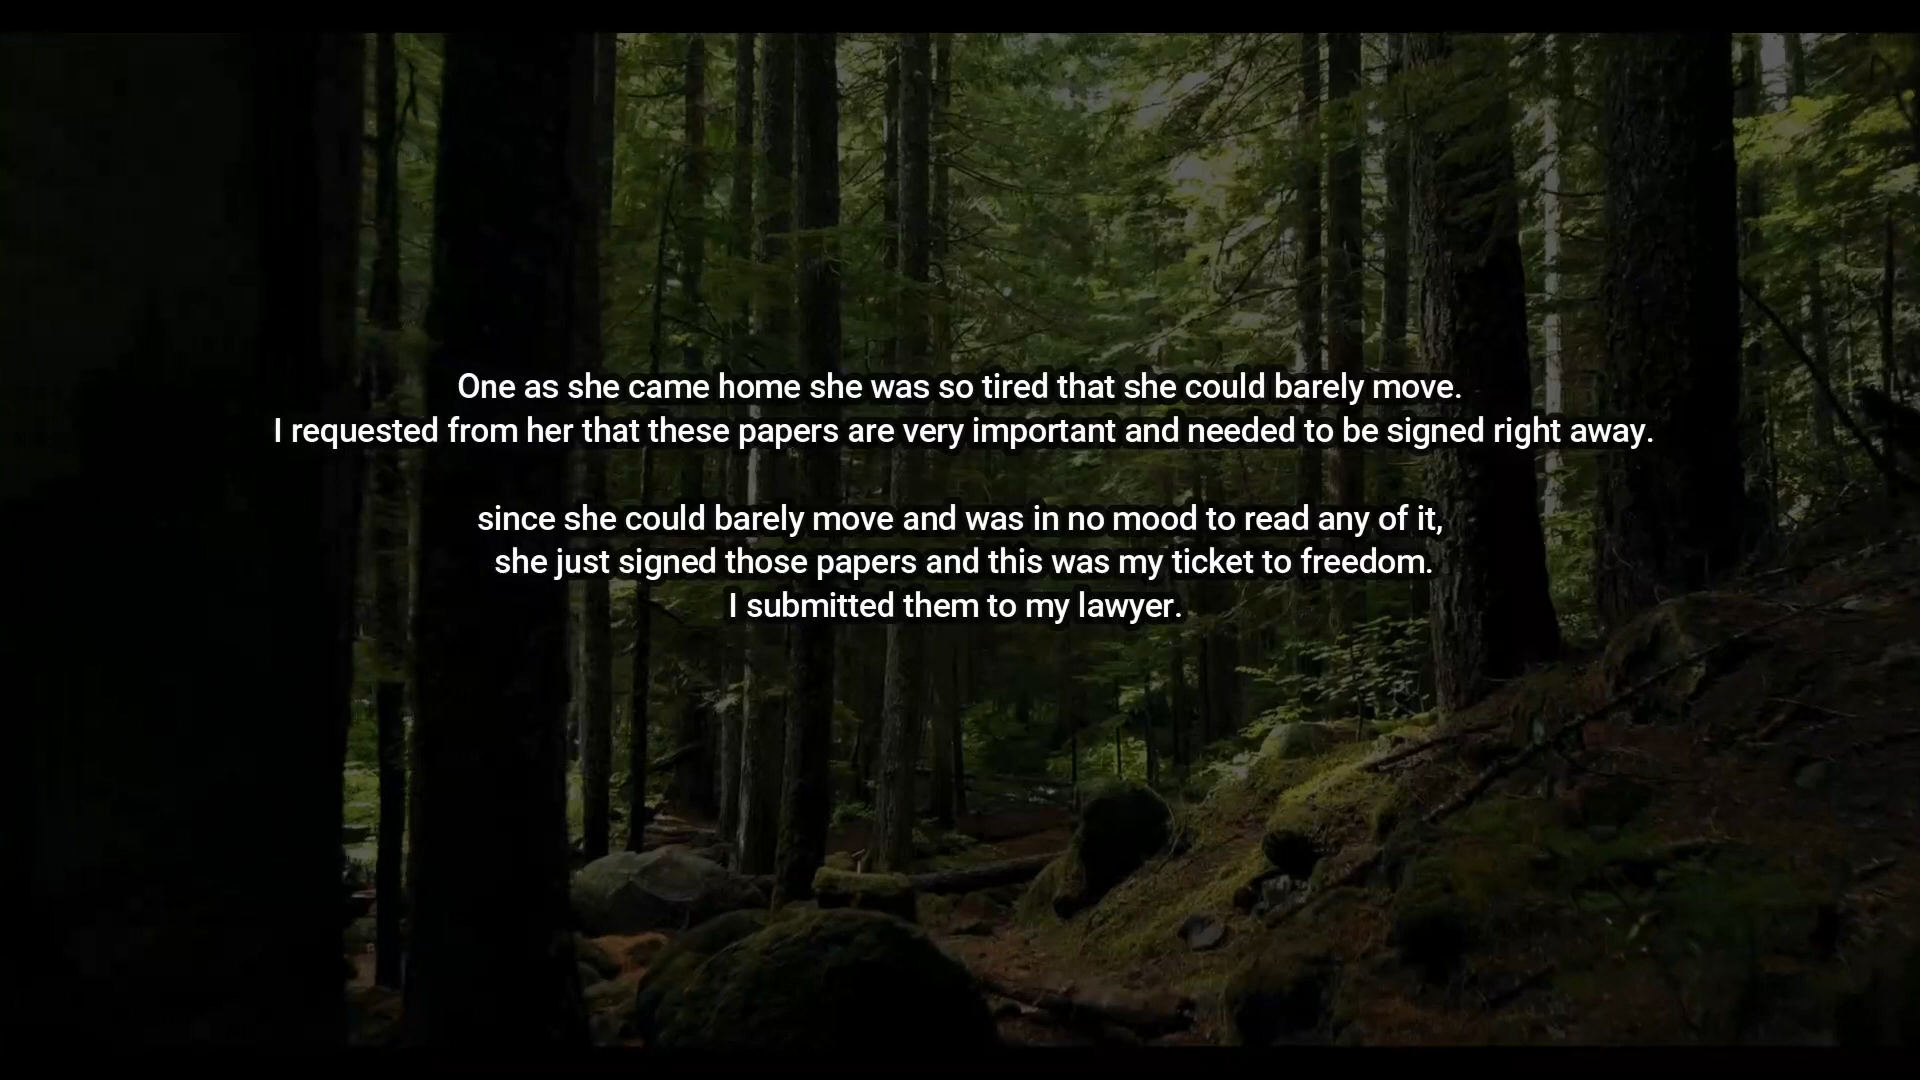 One as she came home she was so tired that she could barely move.
I requested from her that these papers are very important and needed to be signed right away.
since she could barely move and was in no mood to read any of it,
she just signed those papers and this was my ticket to freedom.
I submitted them to my lawyer.